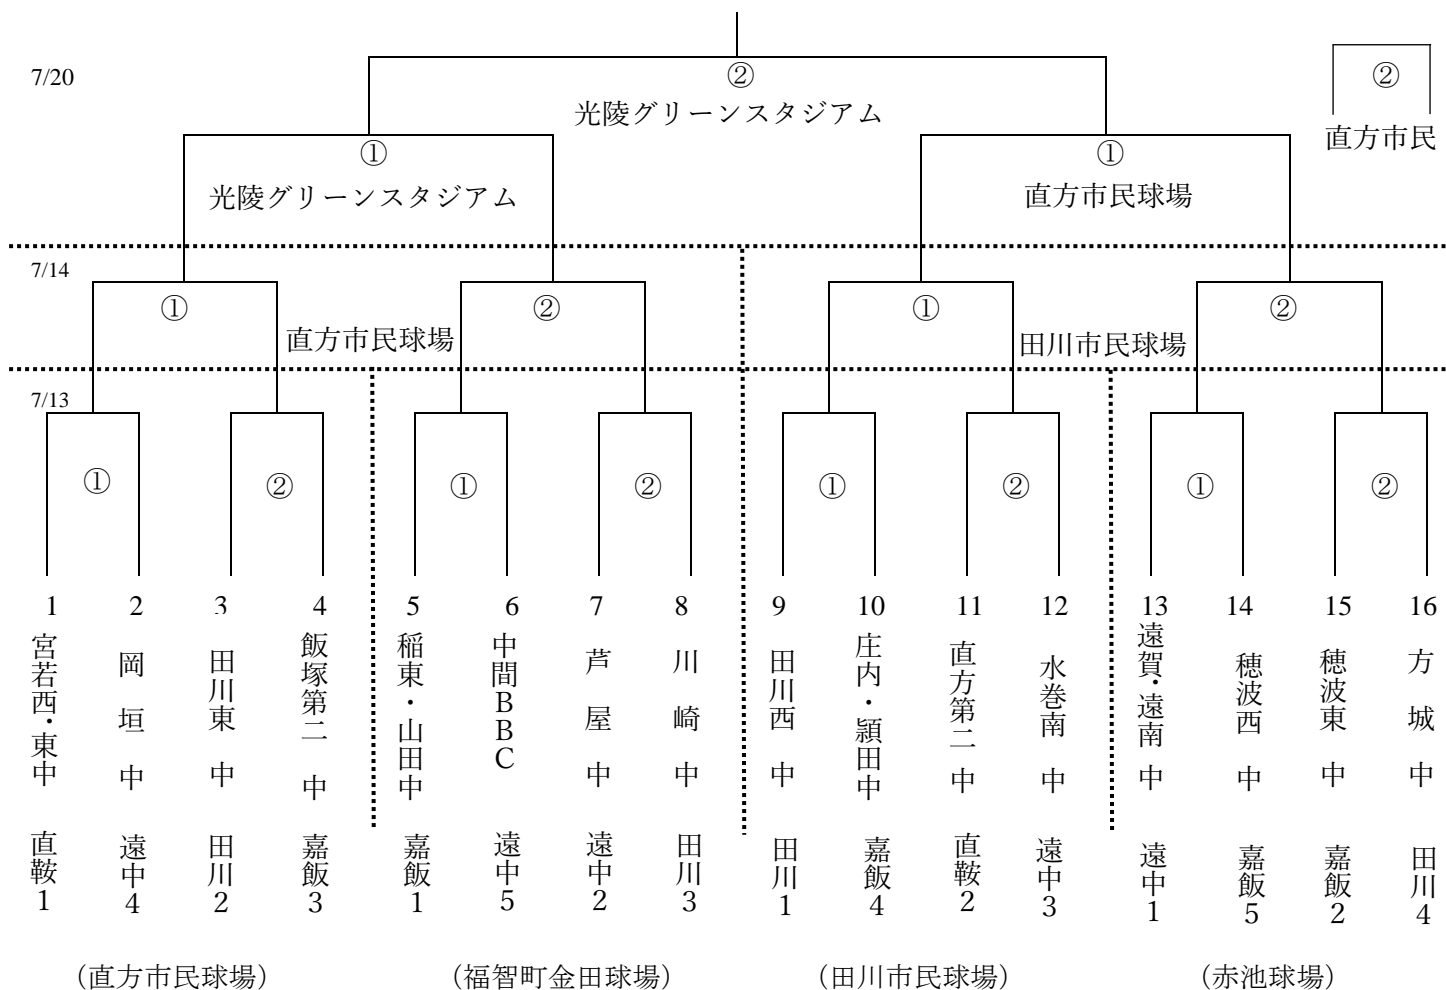 7/20
②
②
光陵グリーンスタジアム
直方市民
①
①
光陵グリーンスタジアム
直方市民球場
7/14
①
②
①
②
直方市民球場
田川市民球場
7/13
①
②
①
②
①
②
①
②
1
2
3
4
5
6
7
8
9
10
11
12
13
14
15
16
宮若西・東中
岡垣中
田川東中
飯塚第二中
稲東・山田中
中間BBC
芦屋中
川崎中
田川西中
庄内・頴田中
直方第二中
水巻南中
遠賀・遠南中
穂波西中
穂波東中
方城中
直鞍1
遠中4
田川2
嘉飯3
嘉飯1
遠中5
遠中2
田川3
田川1
嘉飯4
直鞍2
遠中3
遠中1
嘉飯5
嘉飯2
田川4
(直方市民球場)
(福智町金田球場)
(田川市民球場)
(赤池球場)